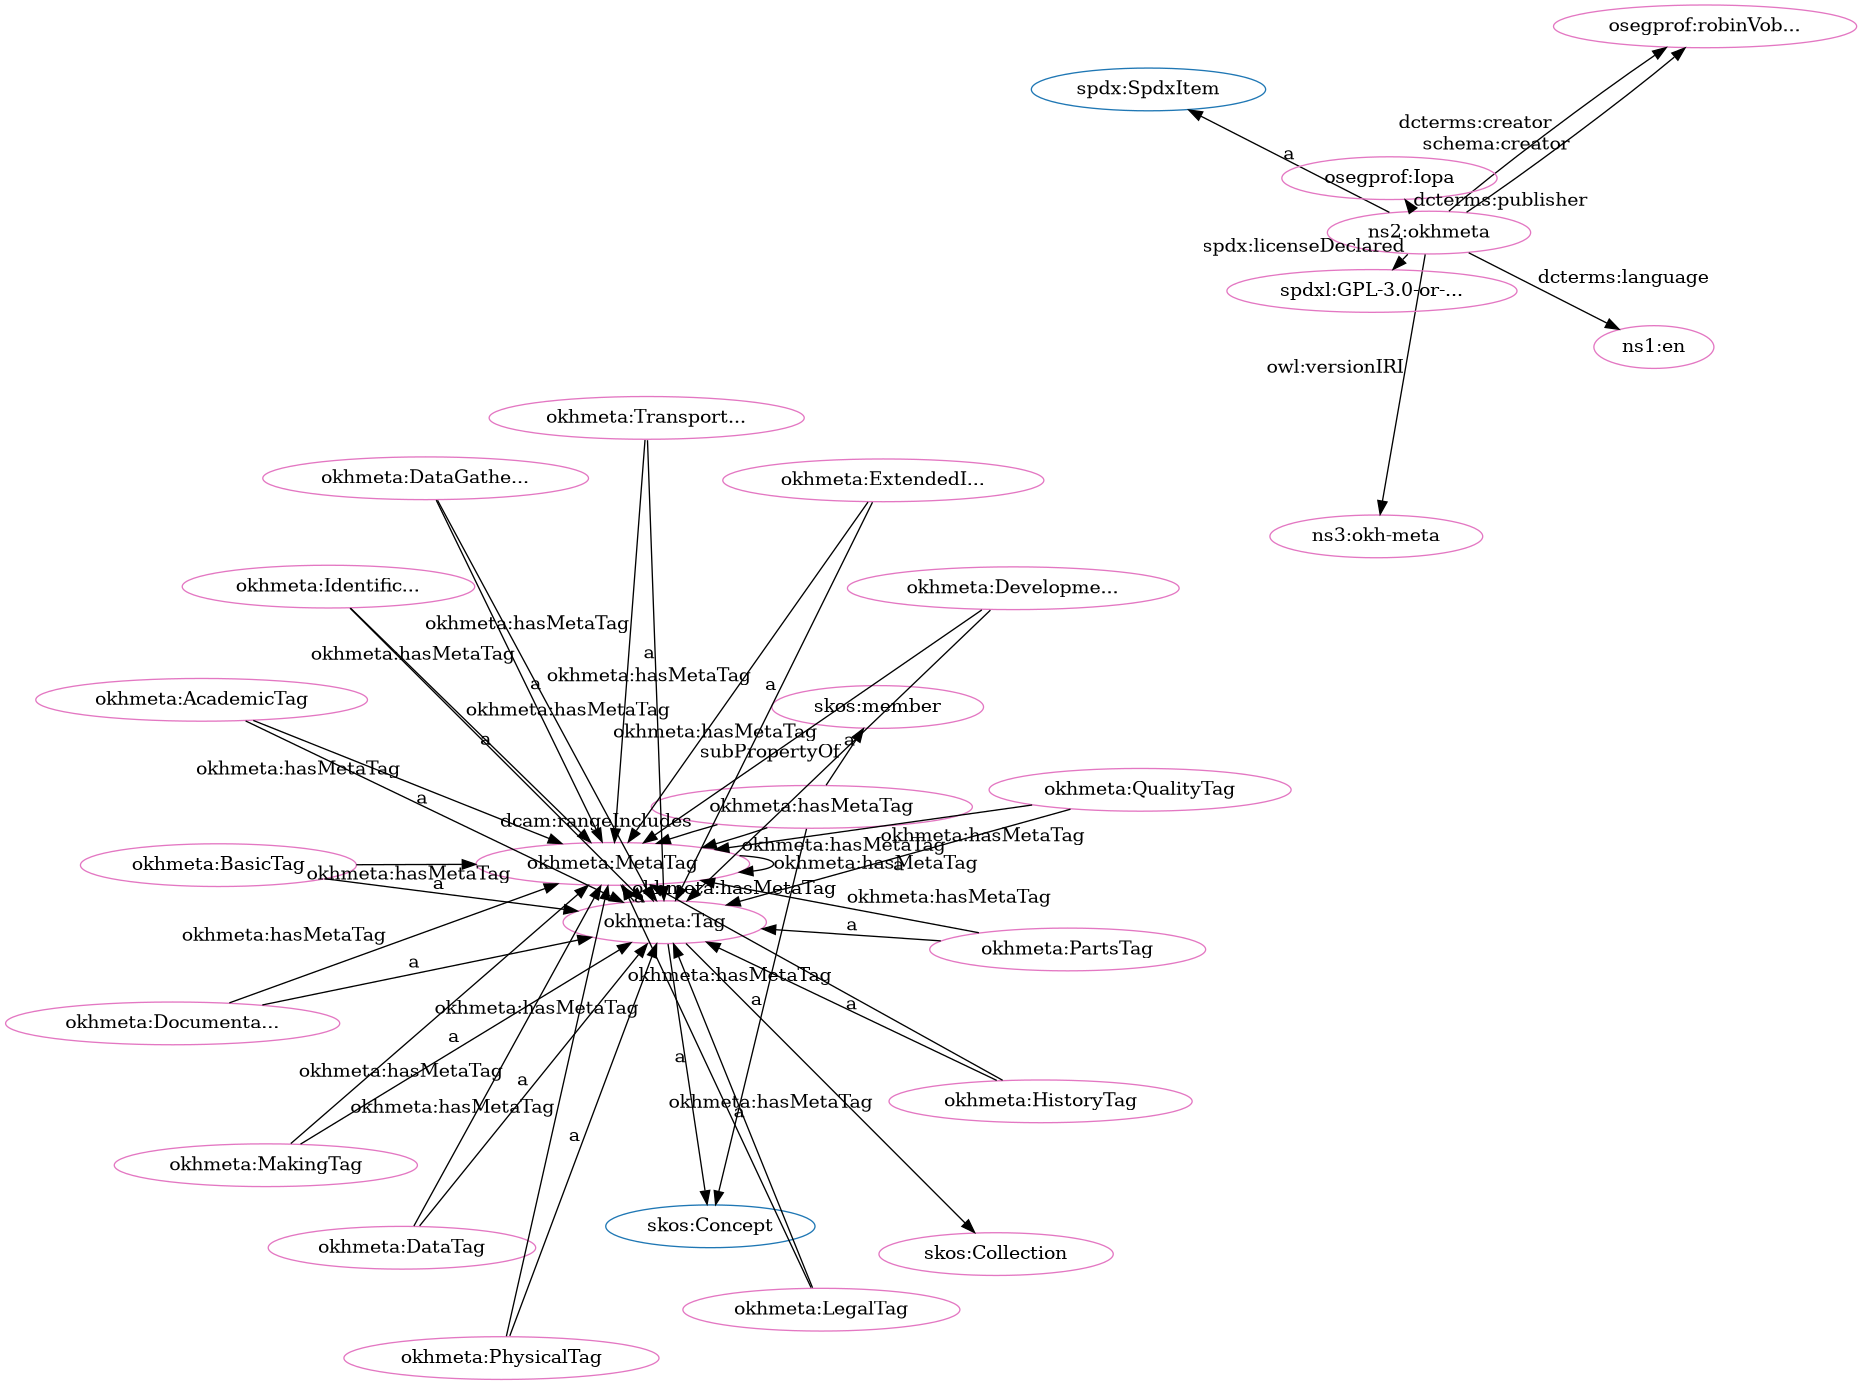 osegprof:robinVob...
spdx:SpdxItem
dcterms:creator
schema:creator
a
osegprof:Iopa
dcterms:publisher
ns2:okhmeta
spdx:licenseDeclared
dcterms:language
spdxl:GPL-3.0-or-...
ns1:en
owl:versionIRI
okhmeta:Transport...
okhmeta:DataGathe...
okhmeta:ExtendedI...
ns3:okh-meta
okhmeta:Identific...
okhmeta:Developme...
okhmeta:hasMetaTag
okhmeta:hasMetaTag
a
okhmeta:hasMetaTag
a
a
okhmeta:AcademicTag
skos:member
okhmeta:hasMetaTag
okhmeta:hasMetaTag
a
a
subPropertyOf
okhmeta:hasMetaTag
okhmeta:QualityTag
a
okhmeta:hasMetaTag
dcam:rangeIncludes
okhmeta:hasMetaTag
okhmeta:hasMetaTag
okhmeta:BasicTag
okhmeta:MetaTag
okhmeta:hasMetaTag
a
okhmeta:hasMetaTag
a
okhmeta:hasMetaTag
a
okhmeta:hasMetaTag
okhmeta:Tag
a
okhmeta:hasMetaTag
okhmeta:PartsTag
a
okhmeta:hasMetaTag
a
a
okhmeta:hasMetaTag
okhmeta:Documenta...
a
a
okhmeta:hasMetaTag
a
okhmeta:hasMetaTag
okhmeta:hasMetaTag
a
okhmeta:HistoryTag
a
okhmeta:MakingTag
skos:Concept
okhmeta:DataTag
skos:Collection
okhmeta:LegalTag
okhmeta:PhysicalTag